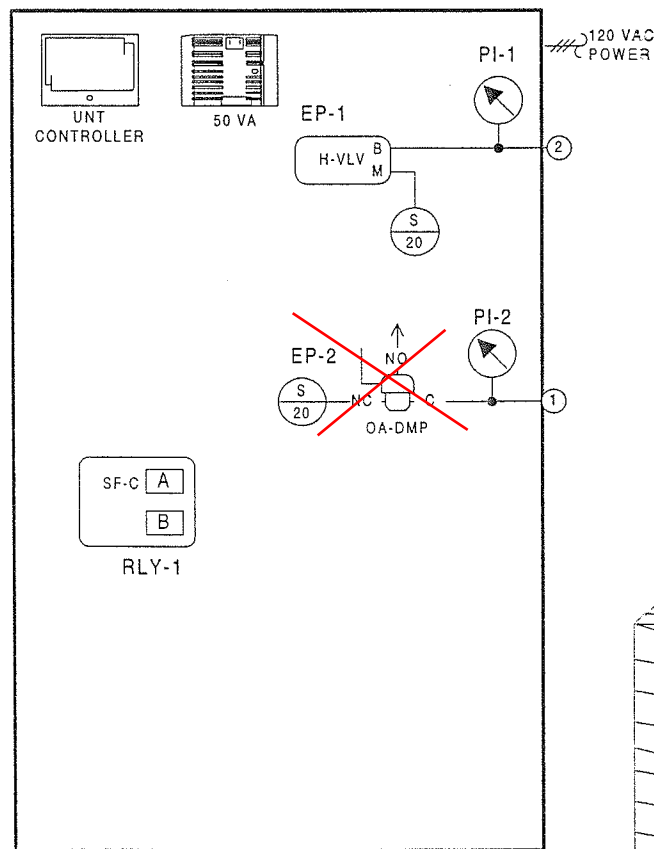 120 VAC
POWER
PI-1
UNT
CONTROLLER
50 VA
EP-1
H-VLV
B
M
2
S
20
PI-2
EP-2
NO
S
20
NC
C
1
OA-DMP
SF-C
A
B
RLY-1